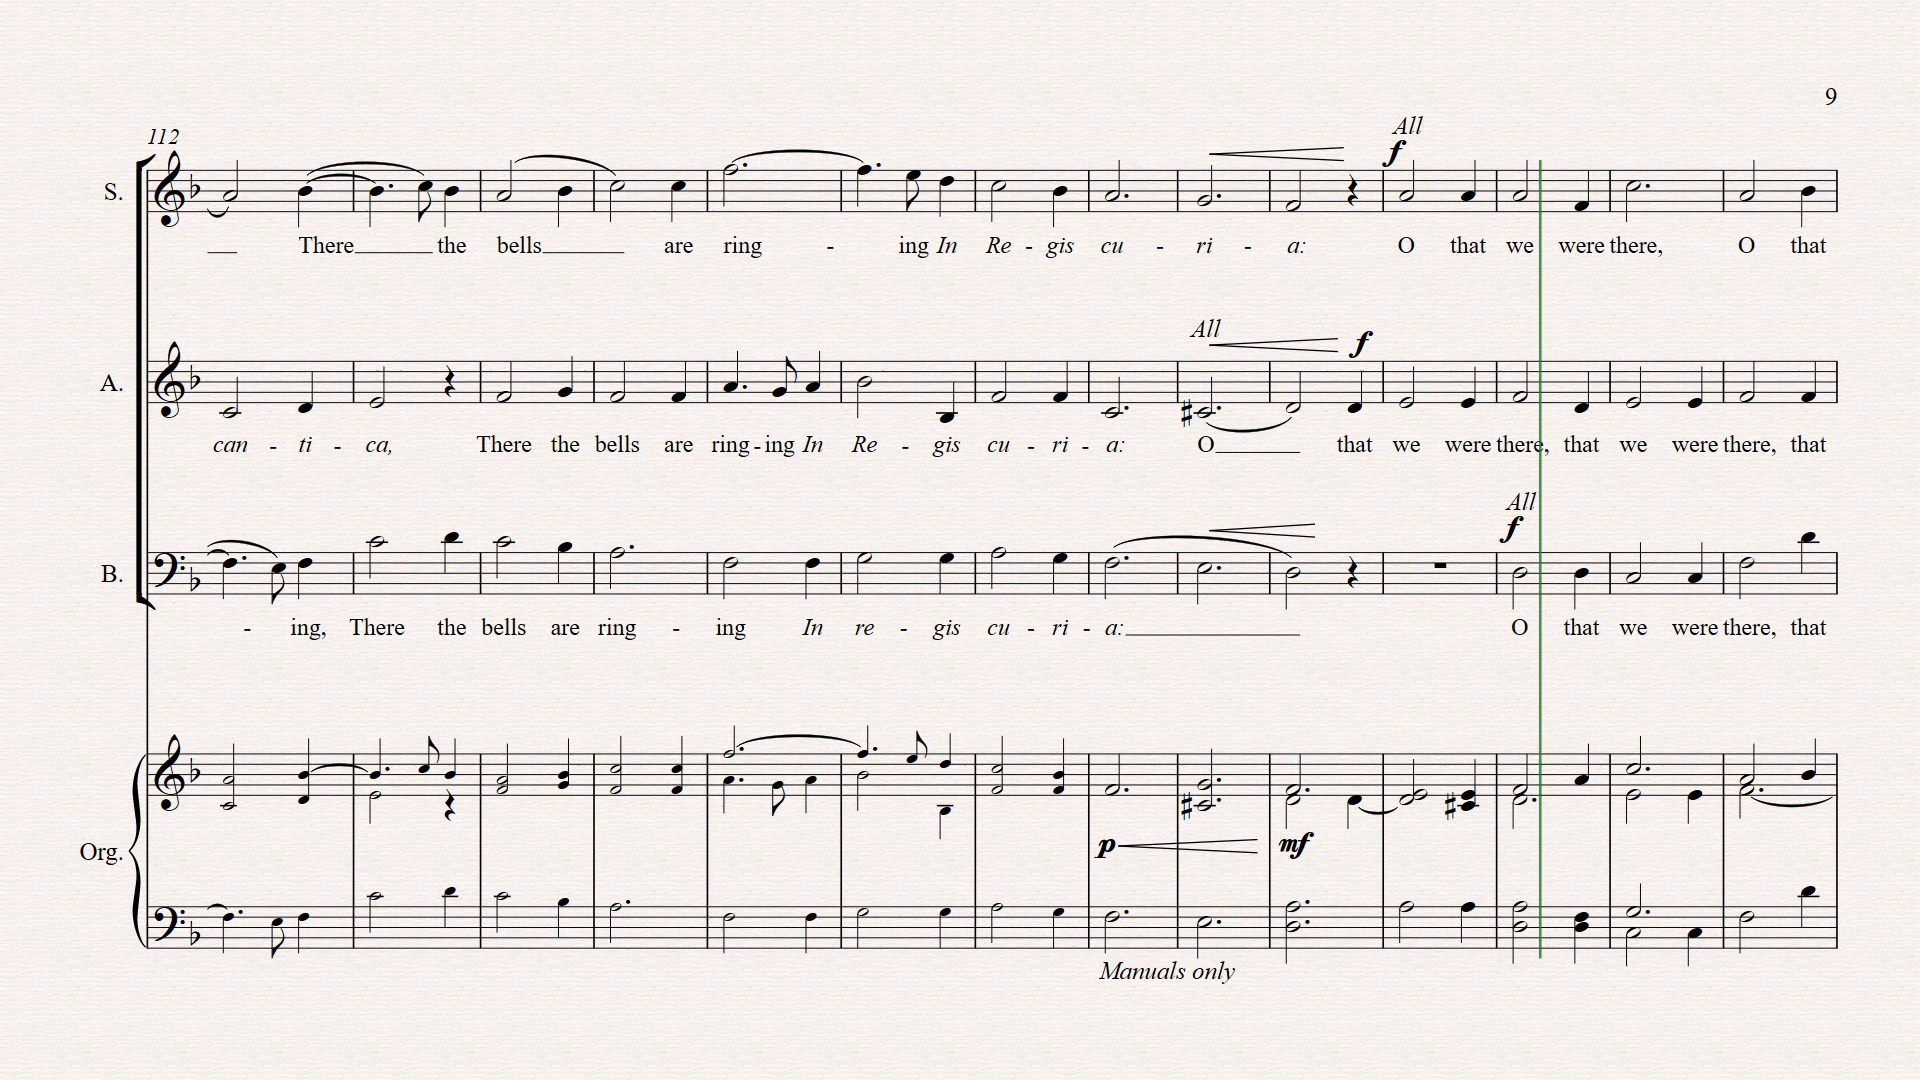 9
112
All
f
S.
There the bells are ring - ing In Re - gis cu - ri - a: O that we were there, O that
All
f
A.
can - ti - ca, There the bells are ring - ing In Re - gis cu - ri - a: O that we were there, that we were there, that
All
f
B.
- ing, There the bells are ring - ing In re - gis cu - ri - a: O that we were there, that
Org.
p mf
Manuals only